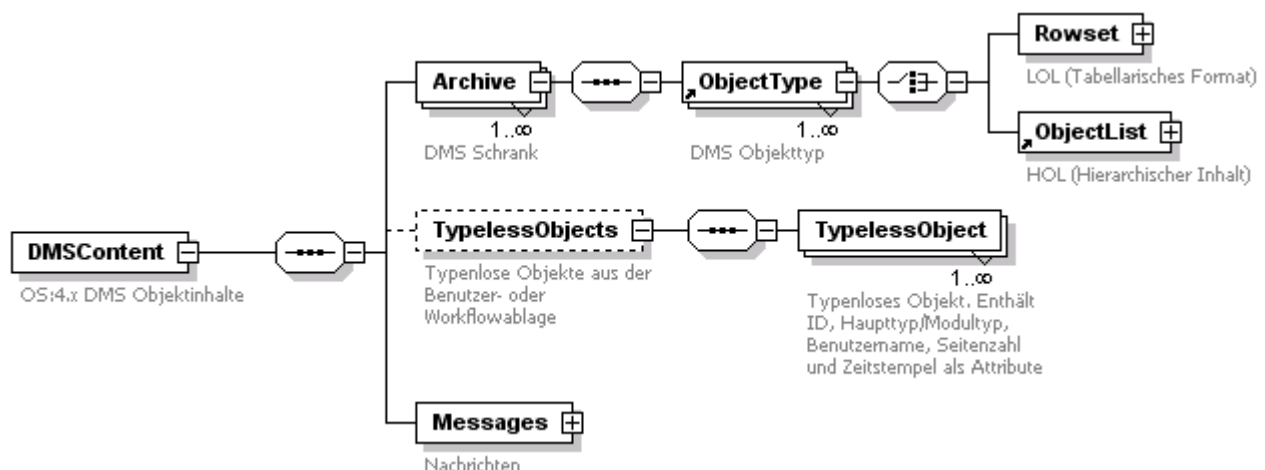 Rowset
LOL (Tabellarisches Format)
Archive
ObjectType
1..∞
1..∞
DMS Schrank
DMS Objekttyp
ObjectList
HOL (Hierarchischer Inhalt)
DMSContent
OS:4.x DMS Objektinhalte
TypelessObjects
Typenlose Objekte aus der
Benutzer- oder
Workflowablage
TypelessObject
1..∞
Typenloses Objekt. Enthält
ID, Haupttyp/Modultyp,
Benutzername, Seitenzahl
und Zeitstempel als Attribute
Messages
Nachrichten